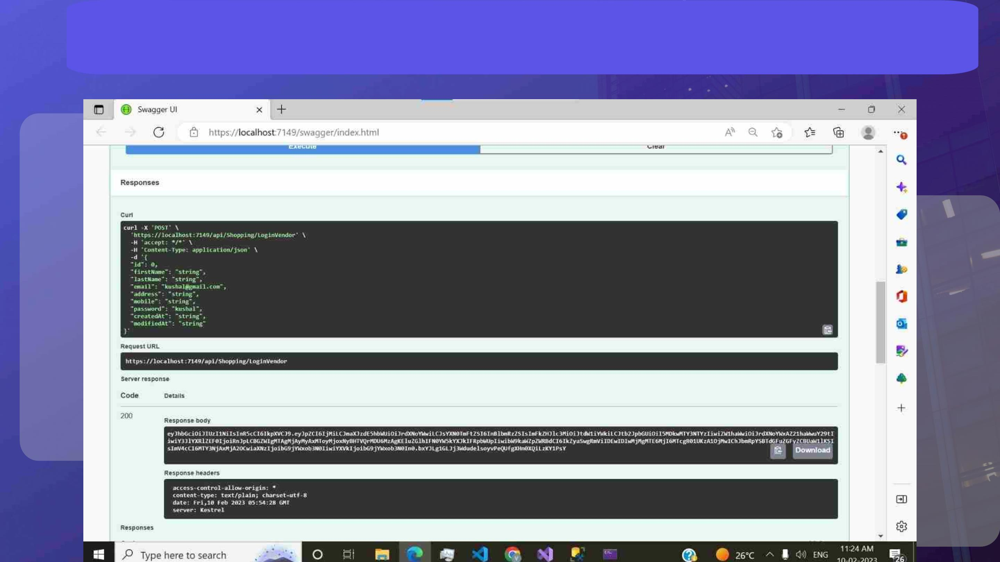 Swagger UI
https://localhost:7149/swagger/index.html
Execute
Clear
Responses
Curl
curl -X 'POST' \
'https://localhost:7149/api/Shopping/LoginVendor' \
-H 'accept: */*' \
-H 'Content-Type: application/json' \
-d '{
"id": 0,
"firstName": "string",
"lastName": "string",
"email": "kushal@gmail.com",
"address": "string",
"mobile": "string",
"password": "kushal",
"createdAt": "string",
"modifiedAt": "string"
}'
Request URL
https://localhost:7149/api/Shopping/LoginVendor
Server response
Code Details
200
Response body
Download
Response headers
access-control-allow-origin: *
content-type: text/plain; charset=utf-8
date: Fri,10 Feb 2023 05:54:28 GMT
server: Kestrel
Responses
Type here to search
26°C
ENG
11:24 AM
10-02-2023
26